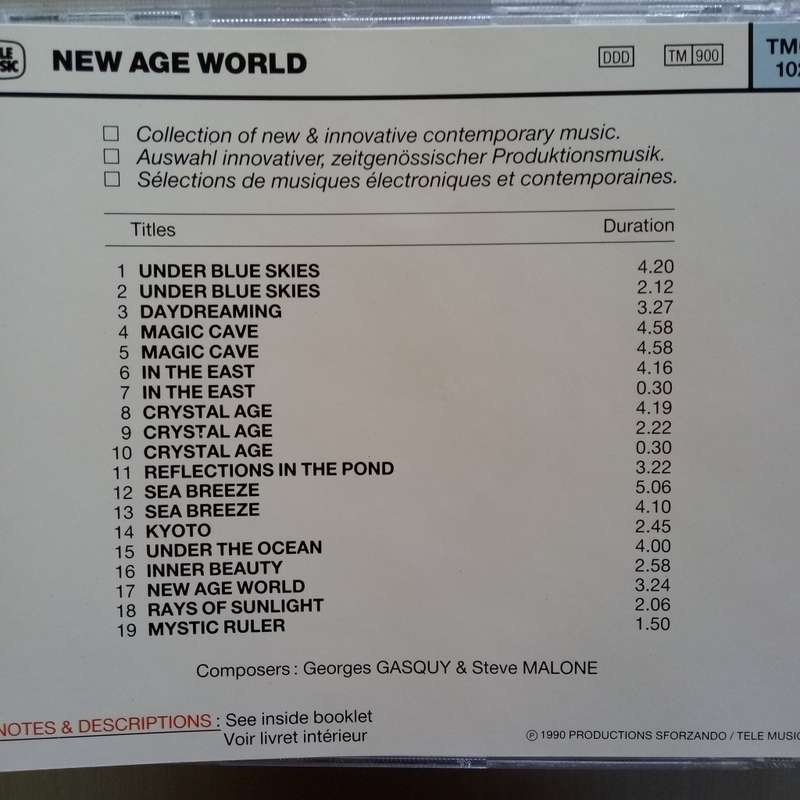 NEW AGE WORLD DDD TM 900
☐ Collection of new & innovative contemporary music.
☐ Auswahl innovativer, zeitgenössischer Produktionsmusik.
☐ Sélections de musiques électroniques et contemporaines.
Titles Duration
1 UNDER BLUE SKIES 4.20
2 UNDER BLUE SKIES 2.12
3 DAYDREAMING 3.27
4 MAGIC CAVE 4.58
5 MAGIC CAVE 4.58
6 IN THE EAST 4.16
7 IN THE EAST 0.30
8 CRYSTAL AGE 4.19
9 CRYSTAL AGE 2.22
10 CRYSTAL AGE 0.30
11 REFLECTIONS IN THE POND 3.22
12 SEA BREEZE 5.06
13 SEA BREEZE 4.10
14 KYOTO 2.45
15 UNDER THE OCEAN 4.00
16 INNER BEAUTY 2.58
17 NEW AGE WORLD 3.24
18 RAYS OF SUNLIGHT 2.06
19 MYSTIC RULER 1.50
Composers : Georges GASQUY & Steve MALONE
NOTES & DESCRIPTIONS : See inside booklet
Voir livret intérieur
℗ 1990 PRODUCTIONS SFORZANDO / TELE MUSIC